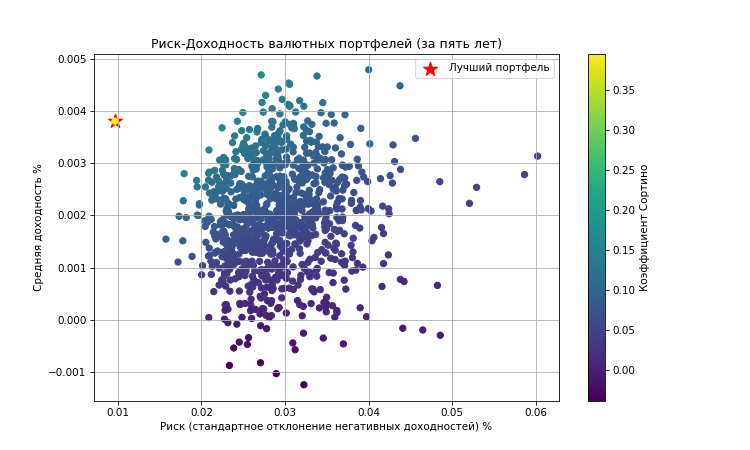 Риск-Доходность валютных портфелей (за пять лет)
Лучший портфель
0.005
0.004
0.003
0.002
0.001
0.000
−0.001
Средняя доходность %
0.01 0.02 0.03 0.04 0.05 0.06
Риск (стандартное отклонение негативных доходностей) %
0.35
0.30
0.25
0.20
0.15
0.10
0.05
0.00
Коэффициент Сортино